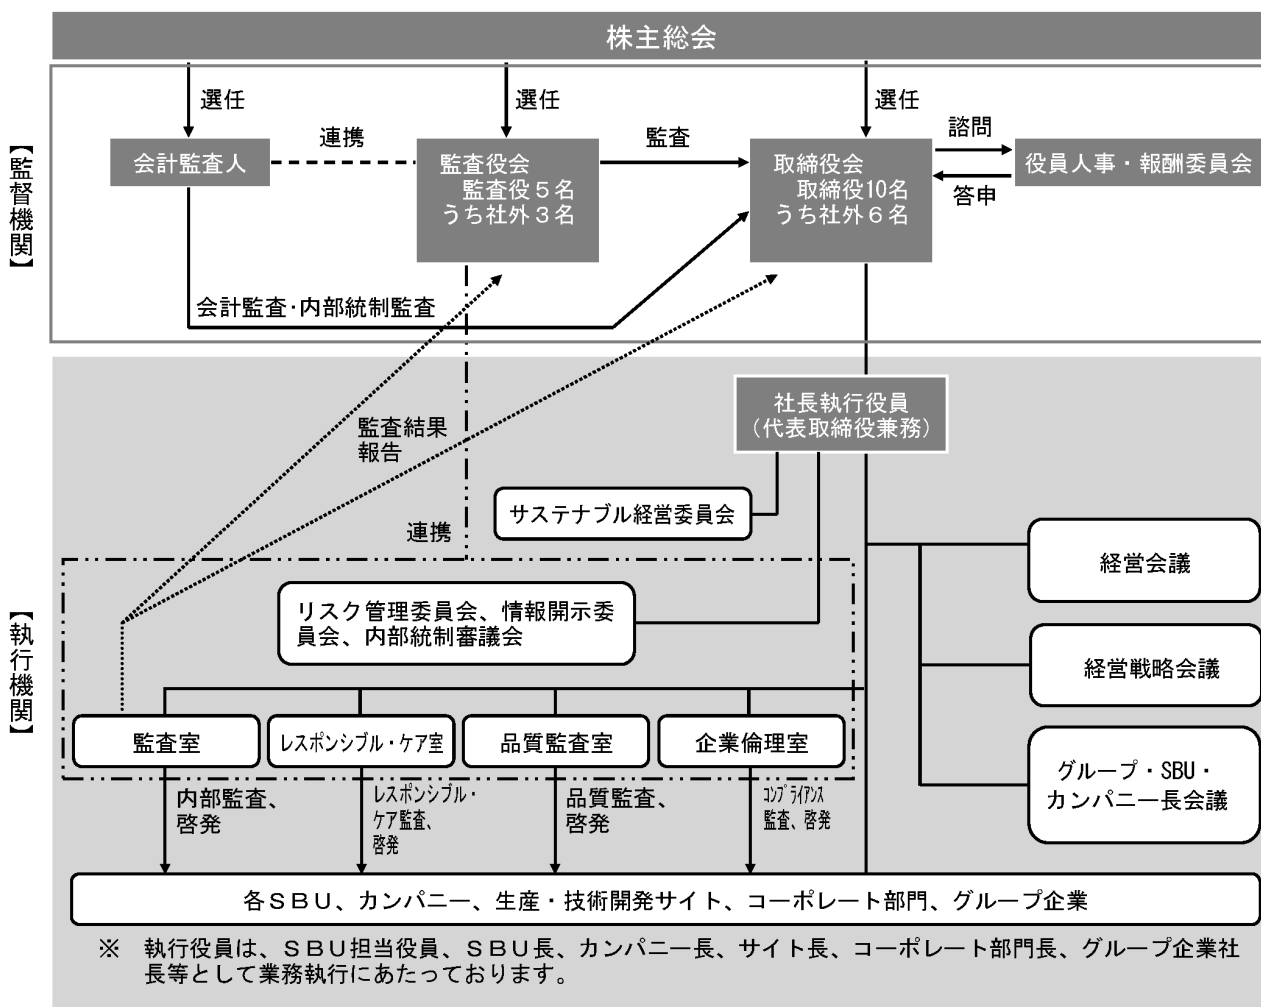 株主総会
選任
選任
選任
【監督機関】
会計監査人
連携
監査役会
監査役5名
うち社外3名
監査
取締役会
取締役10名
うち社外6名
諮問
答申
役員人事・報酬委員会
会計監査・内部統制監査
社長執行役員
（代表取締役兼務）
監査結果
報告
サステナブル経営委員会
連携
【執行機関】
経営会議
リスク管理委員会、情報開示委
員会、内部統制審議会
経営戦略会議
監査室
レスポンシブル・ケア室
品質監査室
企業倫理室
グループ・SBU・
カンパニー長会議
内部監査、
啓発
レスポンシブル・
ケア監査、
啓発
品質監査、
啓発
コンプライアンス
監査、啓発
各ＳＢＵ、カンパニー、生産・技術開発サイト、コーポレート部門、グループ企業
※　執行役員は、ＳＢＵ担当役員、ＳＢＵ長、カンパニー長、サイト長、コーポレート部門長、グループ企業社
長等として業務執行にあたっております。